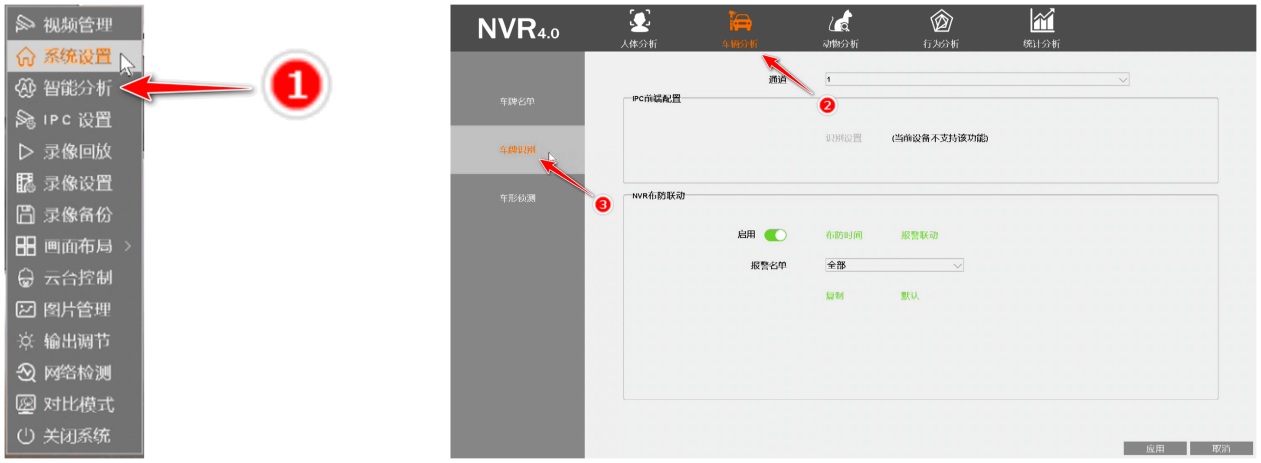 视频管理
系统设置
智能分析
IPC 设置
录像回放
录像设置
录像备份
画面布局 >
云台控制
图片管理
输出调节
网络检测
对比模式
关闭系统
1
NVR4.0
人体分析
车辆分析
动物分析
行为分析
统计分析
车牌名单
车牌识别
车形侦测
通道 1
2
3
IPC前端配置
识别设置 (当前设备不支持该功能)
NVR布防联动
启用 布防时间 报警联动
报警名单 全部
复制 默认
应用 取消